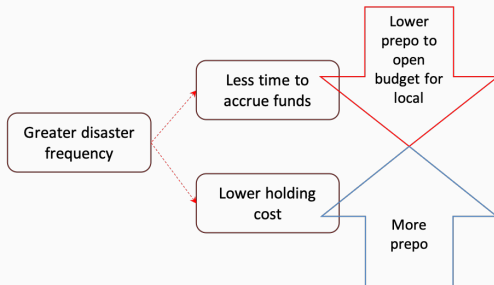 Lower
prepo to
open
budget for
local
Less time to
accrue funds
Greater disaster
frequency
Lower holding
cost
More
prepo